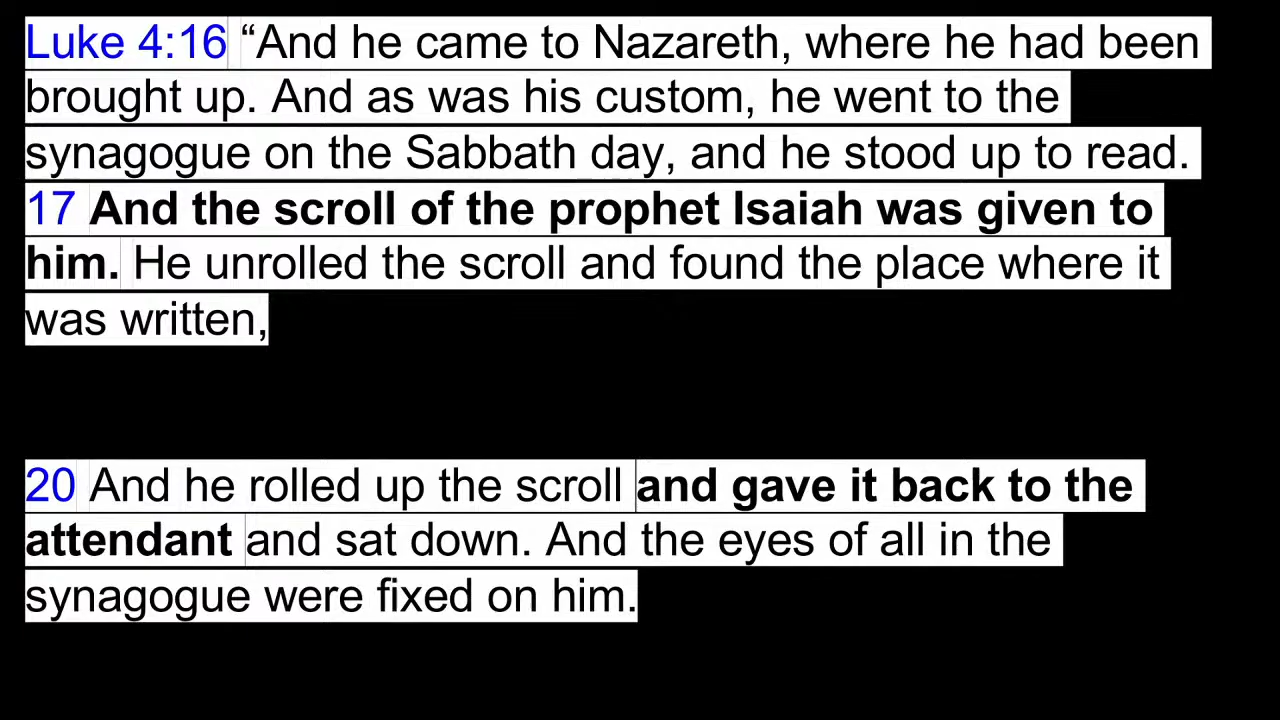 Luke 4:16 “And he came to Nazareth, where he had been
brought up. And as was his custom, he went to the
synagogue on the Sabbath day, and he stood up to read.
17 And the scroll of the prophet Isaiah was given to
him. He unrolled the scroll and found the place where it
was written,
20 And he rolled up the scroll and gave it back to the
attendant and sat down. And the eyes of all in the
synagogue were fixed on him.